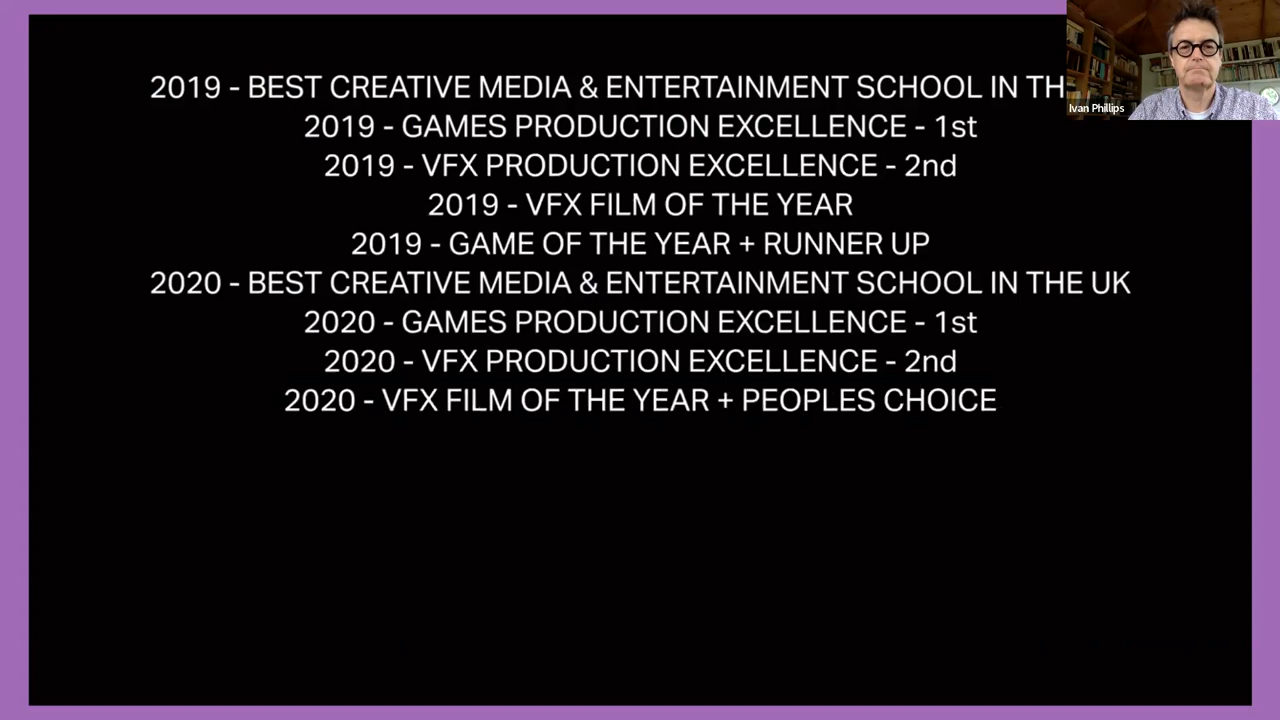 2019 - BEST CREATIVE MEDIA & ENTERTAINMENT SCHOOL IN
Ivan Phillips
2019 - GAMES PRODUCTION EXCELLENCE - 1st
2019 - VFX PRODUCTION EXCELLENCE - 2nd
2019 - VFX FILM OF THE YEAR
2019 - GAME OF THE YEAR + RUNNER UP
2020 - BEST CREATIVE MEDIA & ENTERTAINMENT SCHOOL IN THE UK
2020 - GAMES PRODUCTION EXCELLENCE - 1st
2020 - VFX PRODUCTION EXCELLENCE - 2nd
2020 - VFX FILM OF THE YEAR + PEOPLES CHOICE